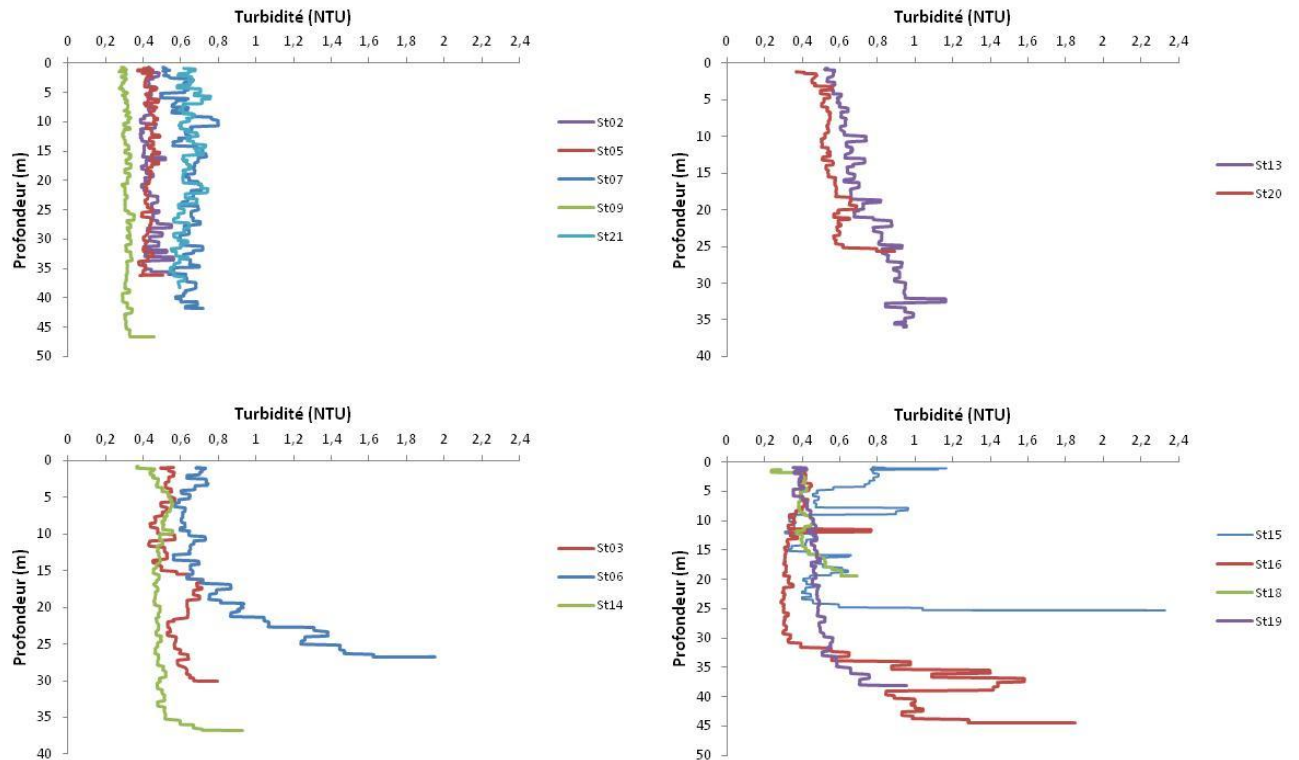 Turbidité (NTU)
0 0,2 0,4 0,6 0,8 1 1,2 1,4 1,6 1,8 2 2,2 2,4
0
5
10
15
20
25
30
35
40
45
50
Profondeur (m)
St02
St05
St07
St09
St21
Turbidité (NTU)
0 0,2 0,4 0,6 0,8 1 1,2 1,4 1,6 1,8 2 2,2 2,4
0
5
10
15
20
25
30
35
40
Profondeur (m)
St13
St20
Turbidité (NTU)
0 0,2 0,4 0,6 0,8 1 1,2 1,4 1,6 1,8 2 2,2 2,4
0
5
10
15
20
25
30
35
40
Profondeur (m)
St03
St06
St14
Turbidité (NTU)
0 0,2 0,4 0,6 0,8 1 1,2 1,4 1,6 1,8 2 2,2 2,4
0
5
10
15
20
25
30
35
40
45
50
Profondeur (m)
St15
St16
St18
St19